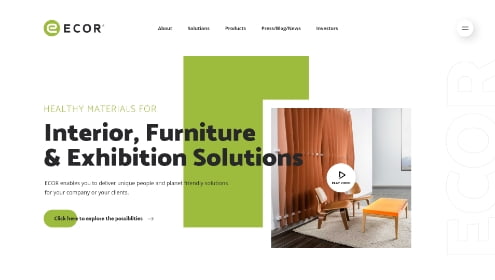 ECOR
About Solutions Products Press/Blog/News Investors
HEALTHY MATERIALS FOR
Interior, Furniture
& Exhibition Solutions
ECOR enables you to deliver unique people and planet friendly solutions
for your company or your clients.
Click here to explore the possibilities
ECOR